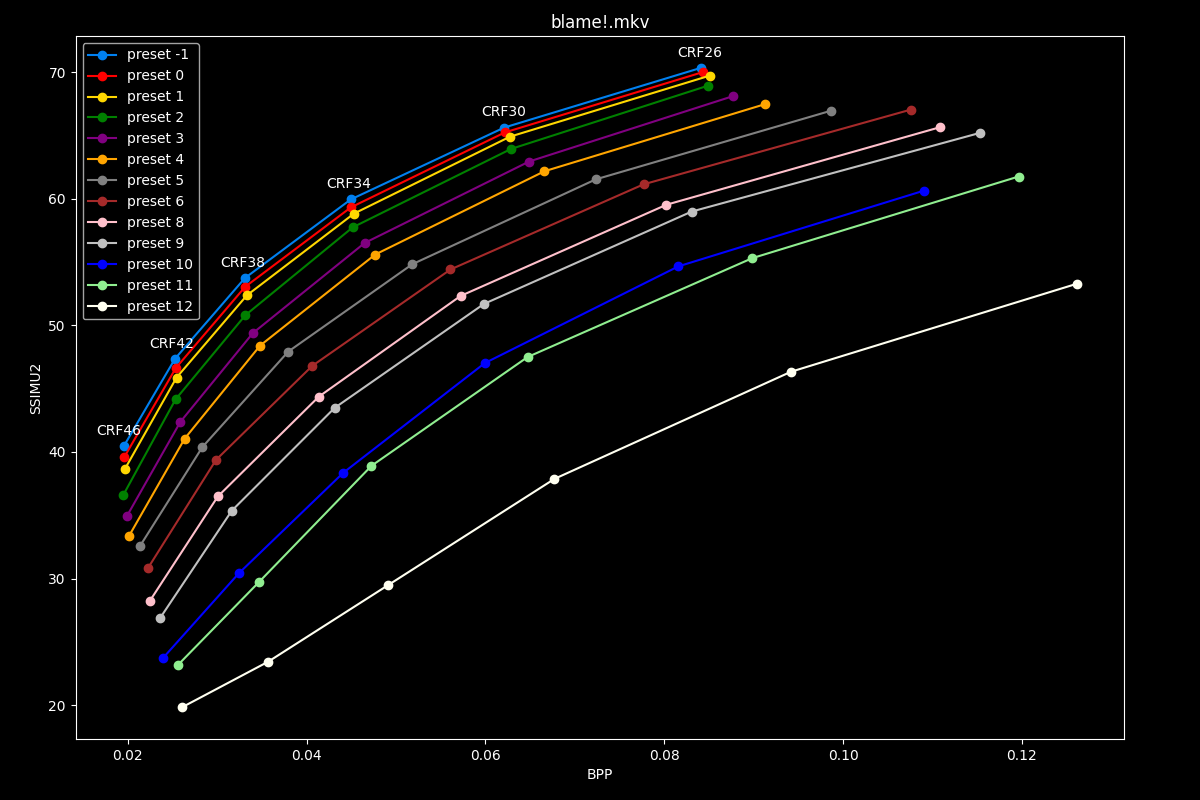 blame!.mkv
preset -1
preset 0
preset 1
preset 2
preset 3
preset 4
preset 5
preset 6
preset 8
preset 9
preset 10
preset 11
preset 12
CRF26
CRF30
CRF34
CRF38
CRF42
CRF46
70
60
50
40
30
20
SSIMU2
0.02 0.04 0.06 0.08 0.10 0.12
BPP